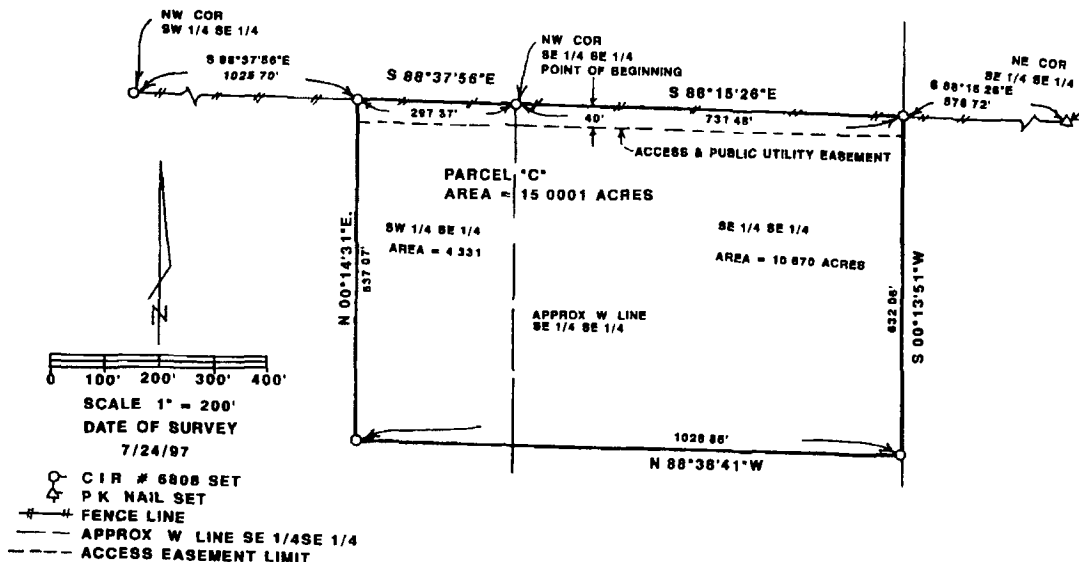 NW COR
SW 1/4 SE 1/4
S 88°37'56"E
1025 70'
S 88°37'56"E
NW COR
SE 1/4 SE 1/4
POINT OF BEGINNING
S 86°15'26"E
NE COR
SE 1/4 SE 1/4
S 88°15 26"E
578 72'
297 37'
40'
731 48'
ACCESS & PUBLIC UTILITY EASEMENT
PARCEL "C"
AREA = 15 0001 ACRES
SW 1/4 SE 1/4
AREA = 4 331
SE 1/4 SE 1/4
AREA = 10 670 ACRES
N 00°14'31"E.
637 07'
APPROX W LINE
SE 1/4 SE 1/4
632 06'
S 00°13'51"W
N
0 100' 200' 300' 400'
SCALE 1" = 200'
DATE OF SURVEY
7/24/97
1028 86'
N 88°38'41"W
C I R # 6808 SET
P K NAIL SET
FENCE LINE
APPROX W LINE SE 1/4SE 1/4
ACCESS EASEMENT LIMIT